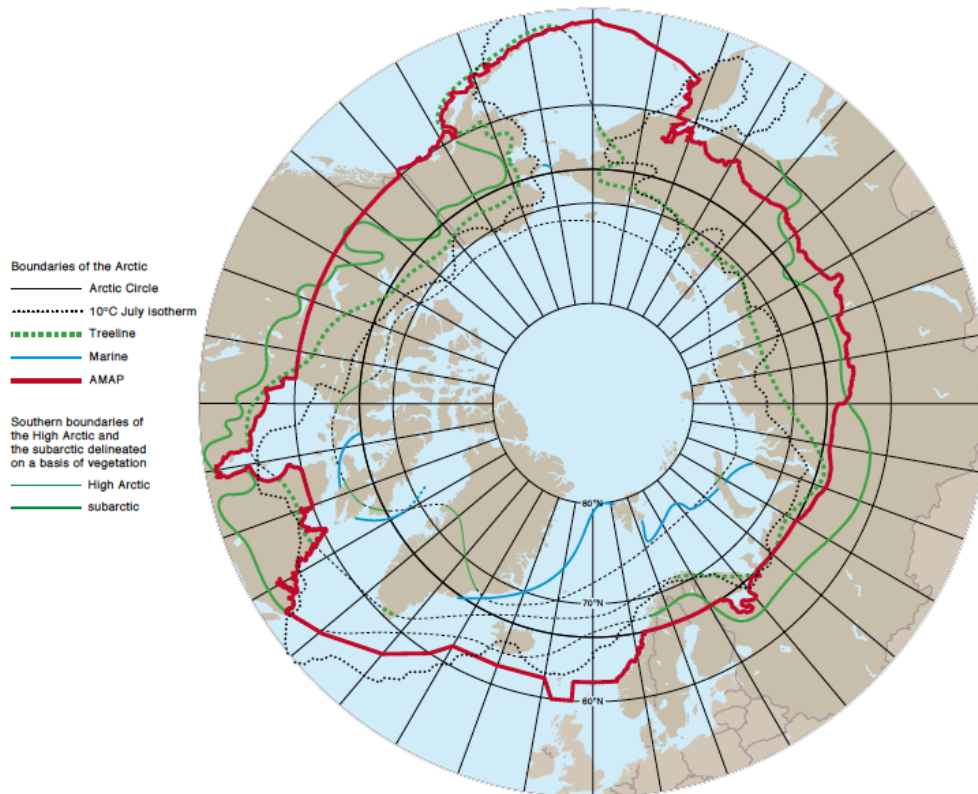 Boundaries of the Arctic
Arctic Circle
10°C July isotherm
Treeline
Marine
AMAP
Southern boundaries of
the High Arctic and
the subarctic delineated
on a basis of vegetation
High Arctic
subarctic
80°N
70°N
60°N